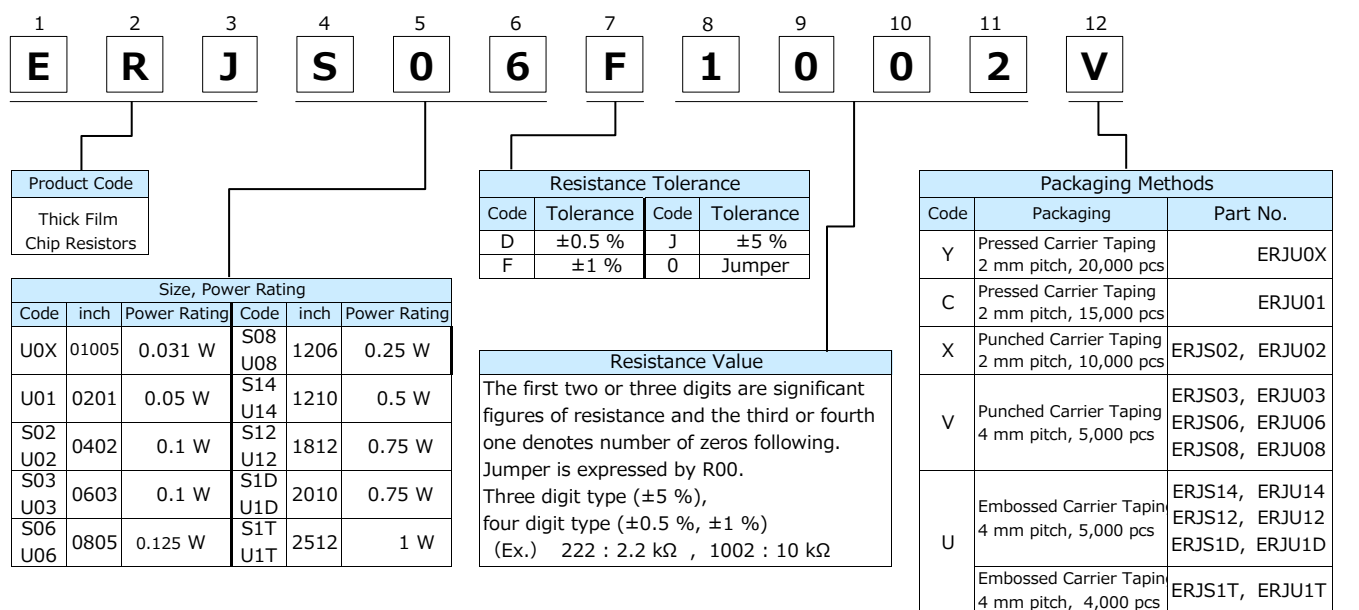 1 2 3 4 5 6 7 8 9 10 11 12
E R J S 0 6 F 1 0 0 2 V
Product Code
Thick Film
Chip Resistors
Size, Power Rating
Code inch Power Rating Code inch Power Rating
U0X 01005 0.031 W S08 U08 1206 0.25 W
U01 0201 0.05 W S14 U14 1210 0.5 W
S02 U02 0402 0.1 W S12 U12 1812 0.75 W
S03 U03 0603 0.1 W S1D U1D 2010 0.75 W
S06 U06 0805 0.125 W S1T U1T 2512 1 W
Resistance Tolerance
Code Tolerance Code Tolerance
D ±0.5 % J ±5 %
F ±1 % 0 Jumper
Resistance Value
The first two or three digits are significant
figures of resistance and the third or fourth
one denotes number of zeros following.
Jumper is expressed by R00.
Three digit type (±5 %),
four digit type (±0.5 %, ±1 %)
(Ex.) 222 : 2.2 kΩ , 1002 : 10 kΩ
Packaging Methods
Code Packaging Part No.
Y Pressed Carrier Taping ERJU0X
2 mm pitch, 20,000 pcs
C Pressed Carrier Taping ERJU01
2 mm pitch, 15,000 pcs
X Punched Carrier Taping ERJS02, ERJU02
2 mm pitch, 10,000 pcs
V Punched Carrier Taping
4 mm pitch, 5,000 pcs
ERJS03, ERJU03
ERJS06, ERJU06
ERJS08, ERJU08
U Embossed Carrier Tapin
4 mm pitch, 5,000 pcs
ERJS14, ERJU14
ERJS12, ERJU12
ERJS1D, ERJU1D
Embossed Carrier Tapin
4 mm pitch, 4,000 pcs
ERJS1T, ERJU1T